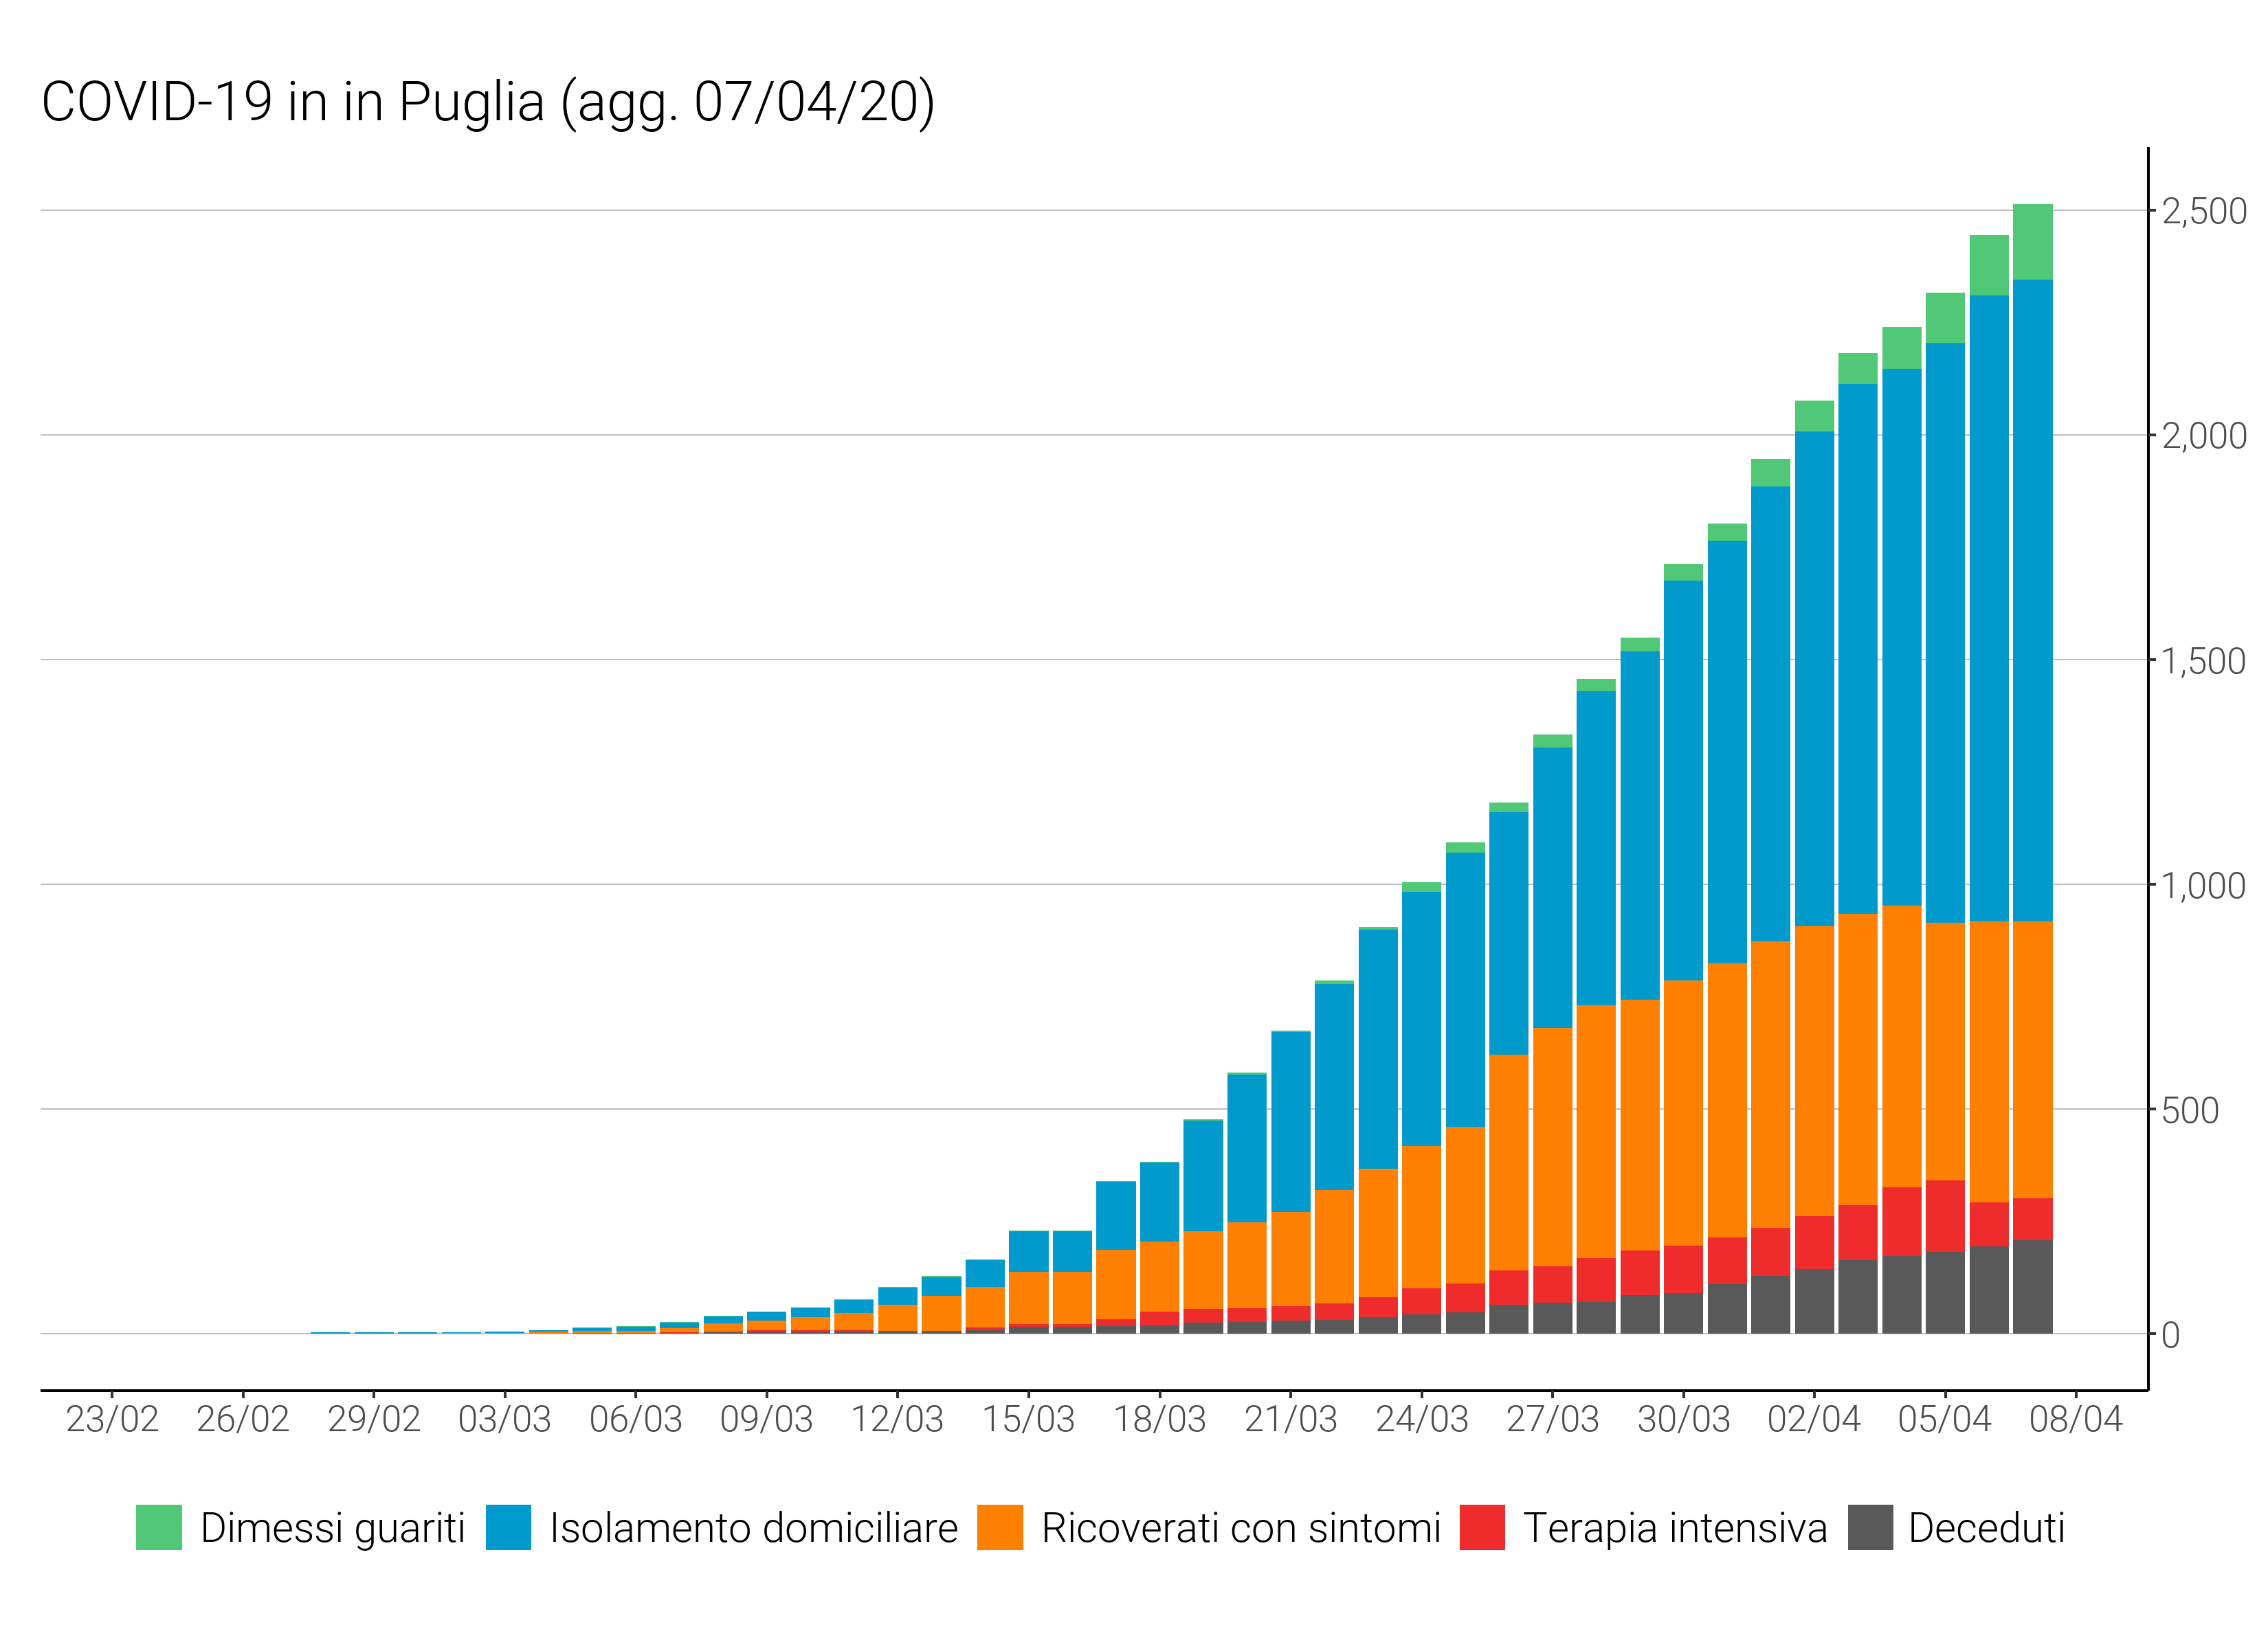 COVID-19 in in Puglia (agg. 07/04/20)
2,500
2,000
1,500
1,000
500
0
23/02 26/02 29/02 03/03 06/03 09/03 12/03 15/03 18/03 21/03 24/03 27/03 30/03 02/04 05/04 08/04
Dimessi guariti Isolamento domiciliare Ricoverati con sintomi Terapia intensiva Deceduti